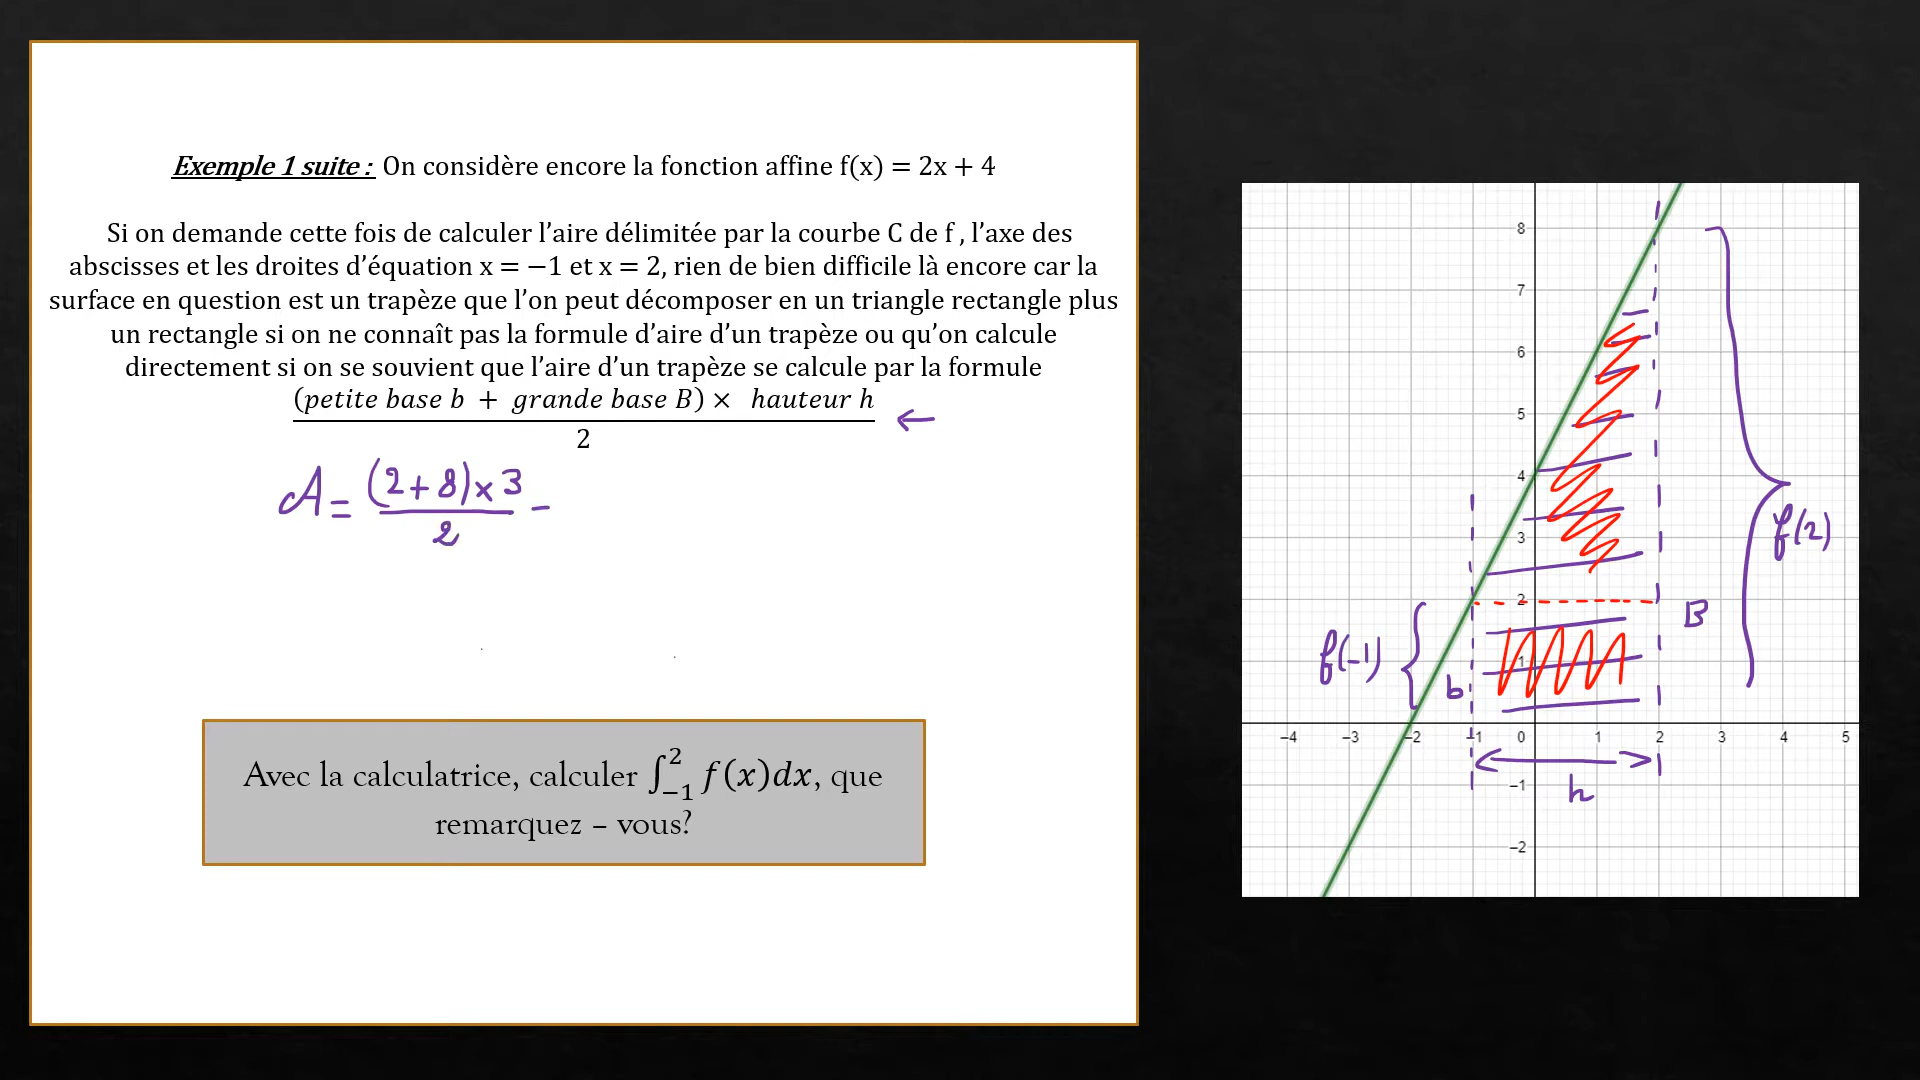 Exemple 1 suite : On considère encore la fonction affine f(x) = 2x + 4
Si on demande cette fois de calculer l’aire délimitée par la courbe C de f , l’axe des
abscisses et les droites d’équation x = −1 et x = 2, rien de bien difficile là encore car la
surface en question est un trapèze que l’on peut décomposer en un triangle rectangle plus
un rectangle si on ne connaît pas la formule d’aire d’un trapèze ou qu’on calcule
directement si on se souvient que l’aire d’un trapèze se calcule par la formule
(petite base b + grande base B) × hauteur h
2
←
A = (2+8)×3
2
–
Avec la calculatrice, calculer ∫₋₁² f(x)dx, que
remarquez – vous?
8
7
6
5
4
3
2
1
–4 –3 –2 –1 0 1 2 3 4 5
–1
–2
f(2)
B
f(-1)
b
h